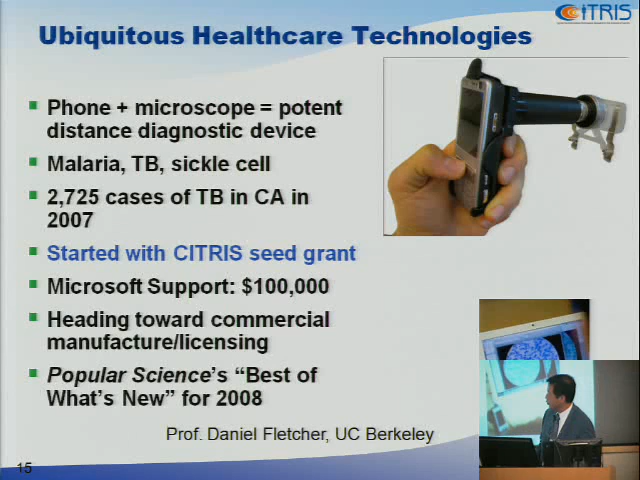 CiTRIS
Ubiquitous Healthcare Technologies
Phone + microscope = potent
distance diagnostic device
Malaria, TB, sickle cell
2,725 cases of TB in CA in
2007
Started with CITRIS seed grant
Microsoft Support: $100,000
Heading toward commercial
manufacture/licensing
Popular Science’s “Best of
What’s New” for 2008
Prof. Daniel Fletcher, UC Berkeley
15